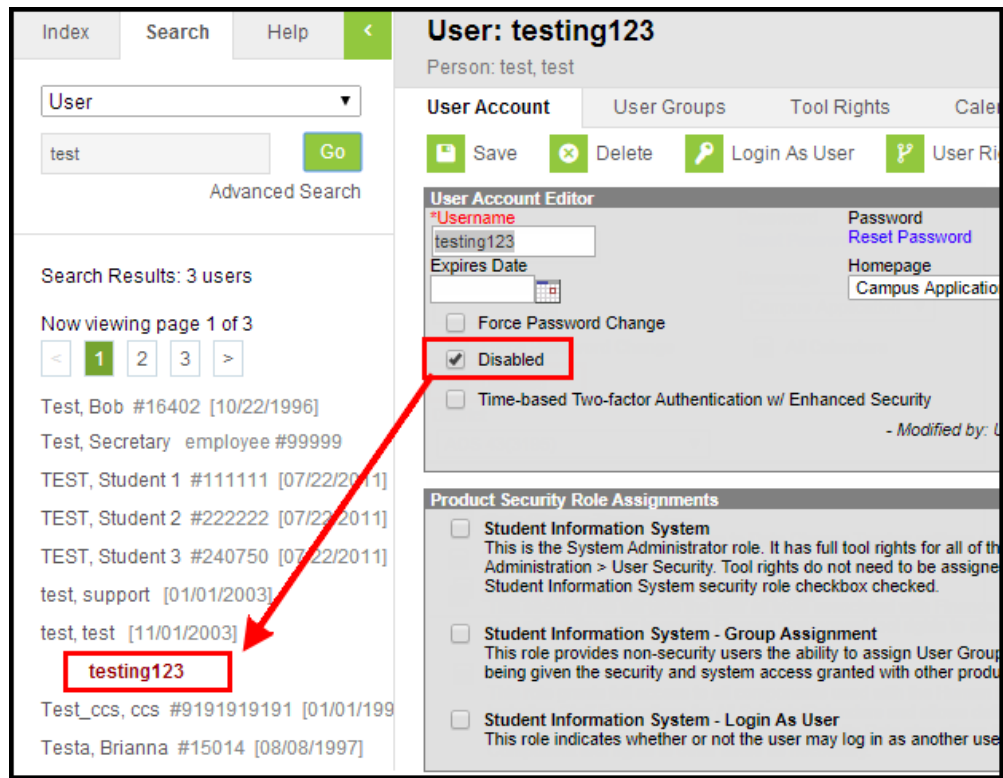 Index Search Help <
User
test Go
Advanced Search
Search Results: 3 users
Now viewing page 1 of 3
< 1 2 3 >
Test, Bob #16402 [10/22/1996]
Test, Secretary employee #99999
TEST, Student 1 #111111 [07/22/2011]
TEST, Student 2 #222222 [07/22/2011]
TEST, Student 3 #240750 [07/22/2011]
test, support [01/01/2003]
test, test [11/01/2003]
testing123
Test_ccs, ccs #9191919191 [01/01/199
Testa, Brianna #15014 [08/08/1997]
User: testing123
Person: test, test
User Account User Groups Tool Rights Caler
Save Delete Login As User User Ri
User Account Editor
*Username Password
testing123 Reset Password
Expires Date Homepage
Campus Application
Force Password Change
Disabled
Time-based Two-factor Authentication w/ Enhanced Security
- Modified by: U
Product Security Role Assignments
Student Information System
This is the System Administrator role. It has full tool rights for all of th
Administration > User Security. Tool rights do not need to be assigne
Student Information System security role checkbox checked.
Student Information System - Group Assignment
This role provides non-security users the ability to assign User Group
being given the security and system access granted with other produ
Student Information System - Login As User
This role indicates whether or not the user may log in as another use